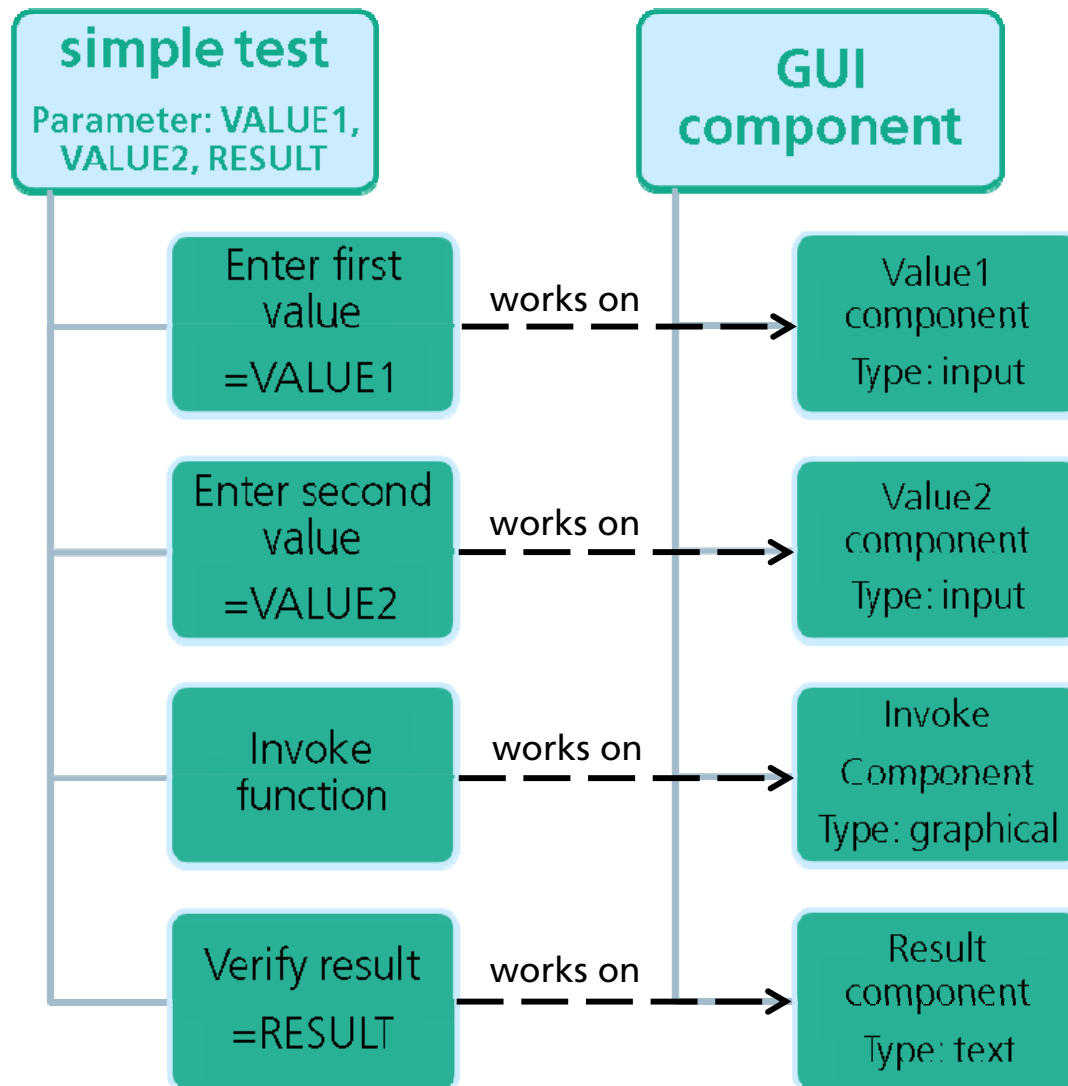 simple test
Parameter: VALUE1,
VALUE2, RESULT
GUI
component
Enter first
value
=VALUE1
works on
Value1
component
Type: input
Enter second
value
=VALUE2
works on
Value2
component
Type: input
Invoke
function
works on
Invoke
Component
Type: graphical
Verify result
=RESULT
works on
Result
component
Type: text